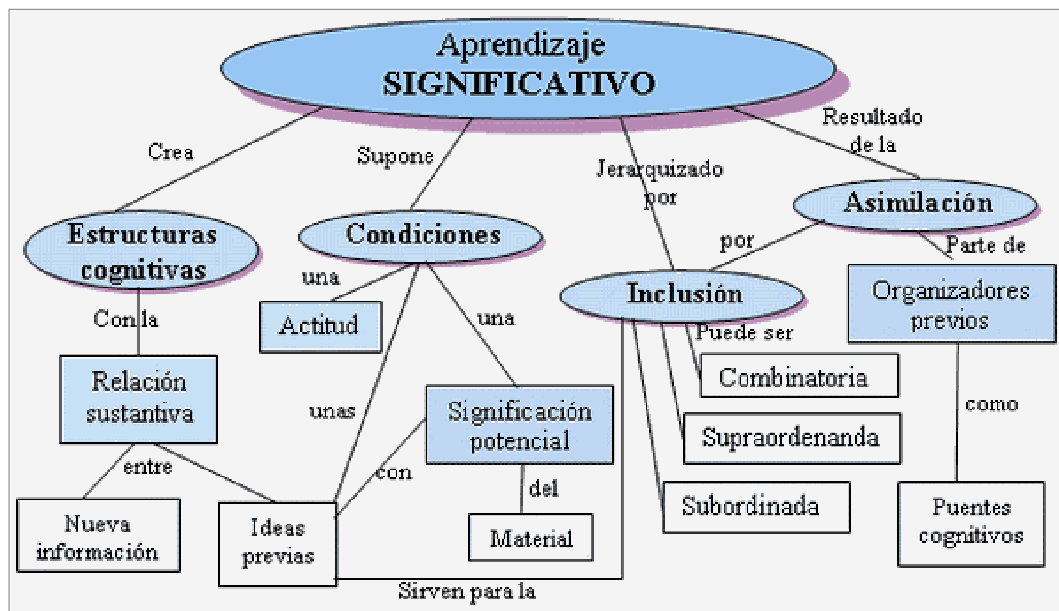 Aprendizaje
SIGNIFICATIVO
Crea
Supone
Jerarquizado
por
Resultado
de la
Estructuras
cognitivas
Condiciones
Asimilación
por
Parte de
una
Inclusión
Organizadores
previos
Con la
Actitud
una
Puede ser
Relación
sustantiva
unas
Significación
potencial
Combinatoria
como
Supraordenanda
entre
con
del
Subordinada
Nueva
información
Ideas
previas
Material
Puentes
cognitivos
Sirven para la